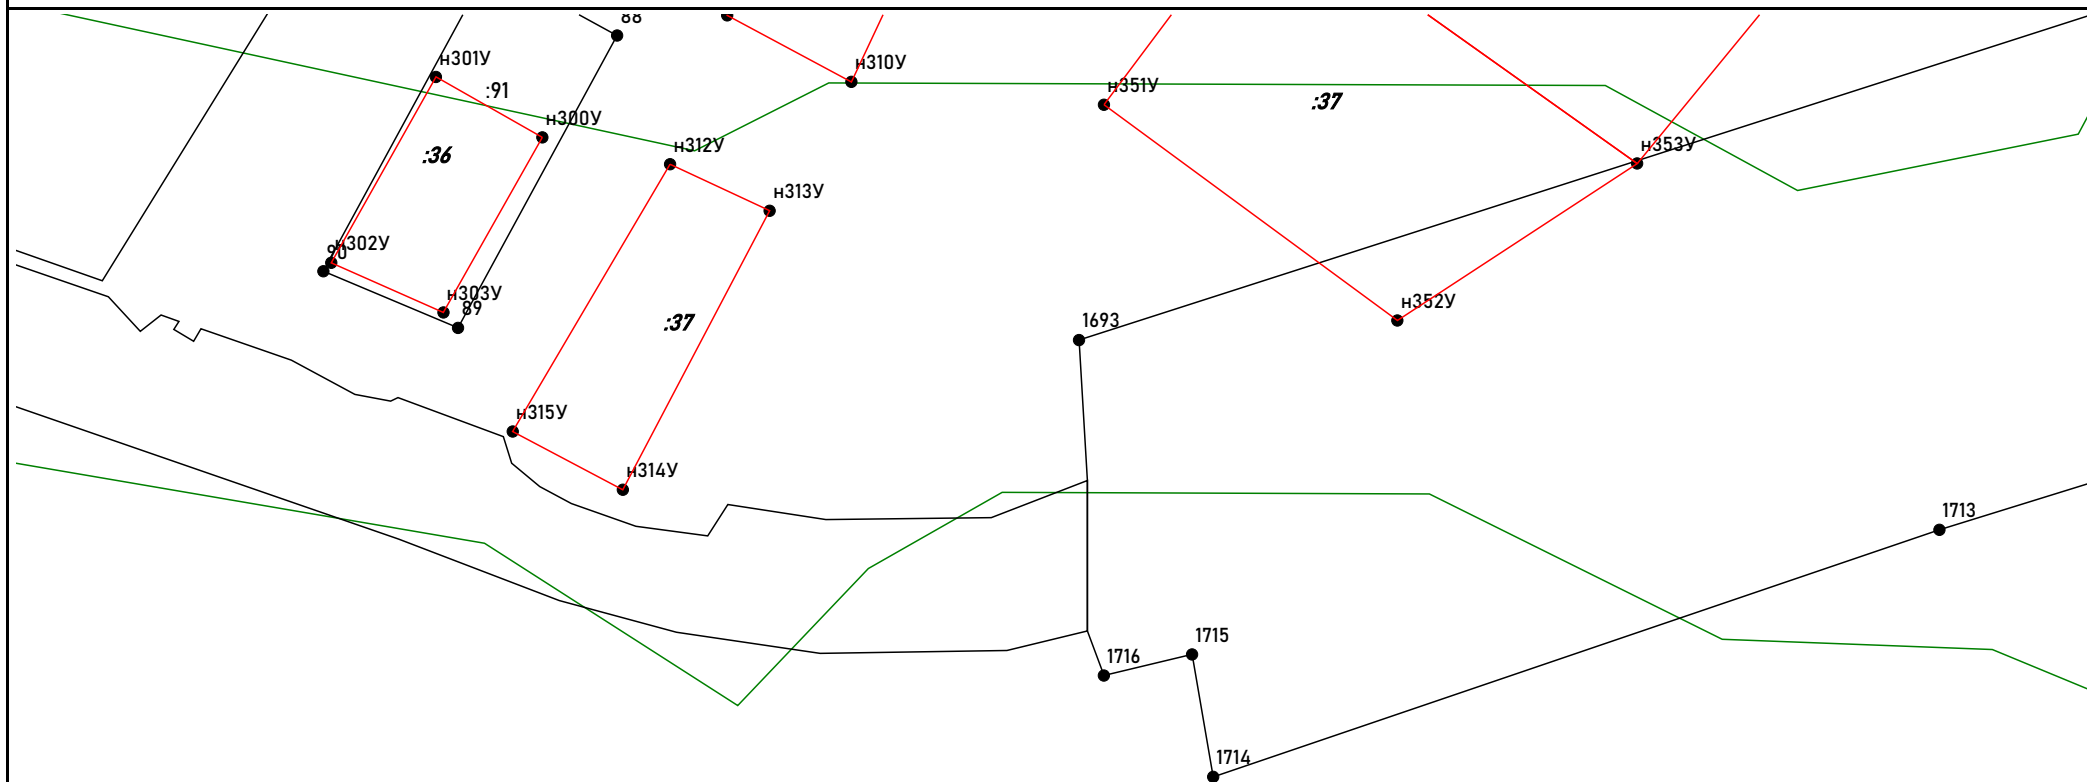 88
н301У
:91
н310У
н351У
:37
н300У
:36
н312У
н353У
н313У
н302У
90
н303У
89
:37
н352У
1693
н315У
н314У
1713
1715
1716
1714